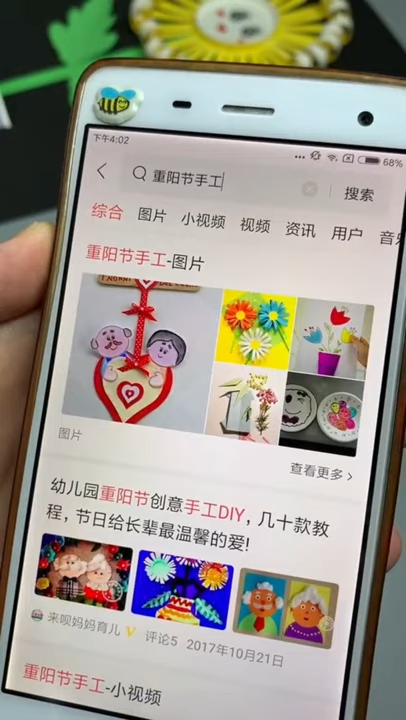 下午4:02
68%
重阳节手工
搜索
综合 图片 小视频 视频 资讯 用户 音
重阳节手工-图片
图片
查看更多>
幼儿园重阳节创意手工DIY，几十款教
程，节日给长辈最温馨的爱！
来呗妈妈育儿 评论5 2017年10月21日
重阳节手工-小视频